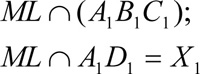 ML ∩ (A₁B₁C₁);
ML ∩ A₁D₁ = X₁